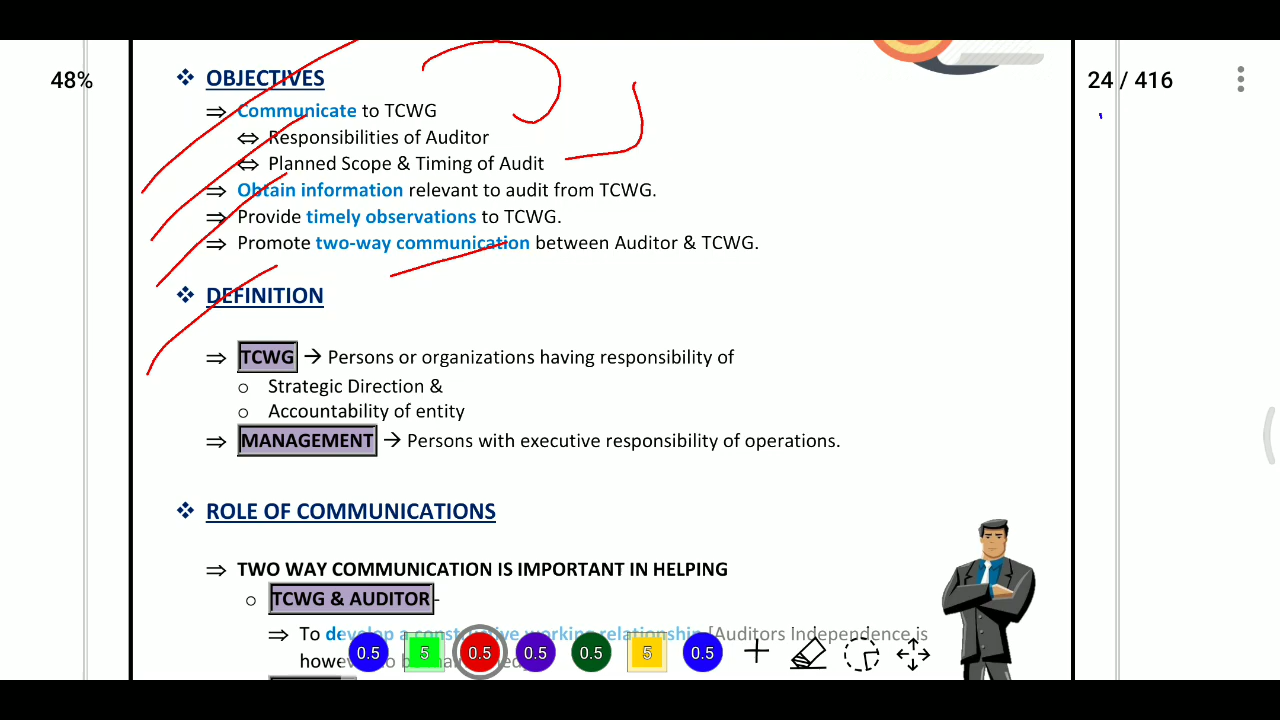 48%
24 / 416
❖ OBJECTIVES
⇒ Communicate to TCWG
⇔ Responsibilities of Auditor
⇔ Planned Scope & Timing of Audit
⇒ Obtain information relevant to audit from TCWG.
⇒ Provide timely observations to TCWG.
⇒ Promote two-way communication between Auditor & TCWG.
❖ DEFINITION
⇒ TCWG → Persons or organizations having responsibility of
o Strategic Direction &
o Accountability of entity
⇒ MANAGEMENT → Persons with executive responsibility of operations.
❖ ROLE OF COMMUNICATIONS
⇒ TWO WAY COMMUNICATION IS IMPORTANT IN HELPING
o TCWG & AUDITOR-
⇒ To develop a constructive working relationship [Auditors Independence is
0.5 5 0.5 0.5 0.5 5 0.5